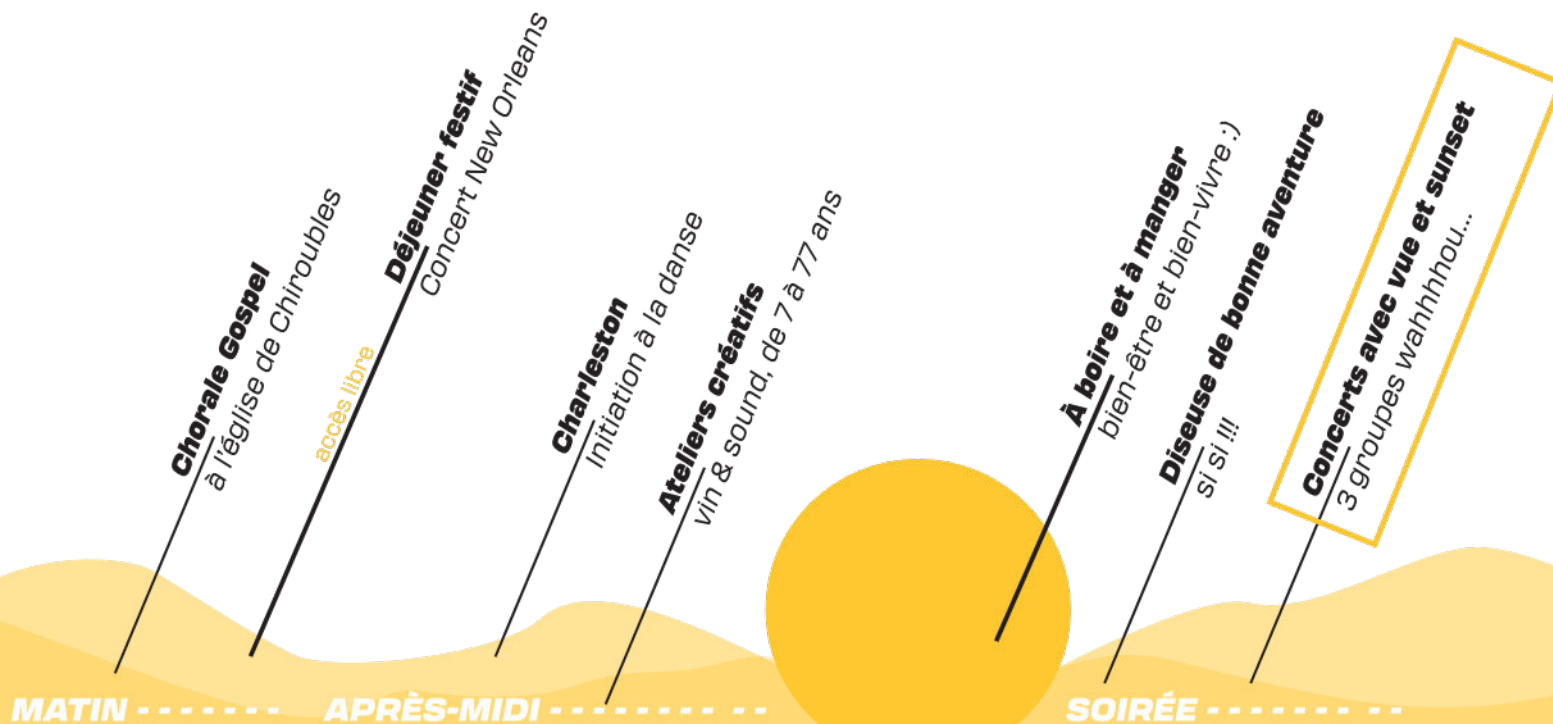 Chorale Gospel
à l'église de Chiroubles
Déjeuner festif
Concert New Orleans
accès libre
Charleston
Initiation à la danse
Ateliers créatifs
vin & sound, de 7 à 77 ans
À boire et à manger
bien-être et bien-vivre :)
Diseuse de bonne aventure
si si !!!
Concerts avec vue et sunset
3 groupes wahhhhou...
MATIN
APRÈS-MIDI
SOIRÉE